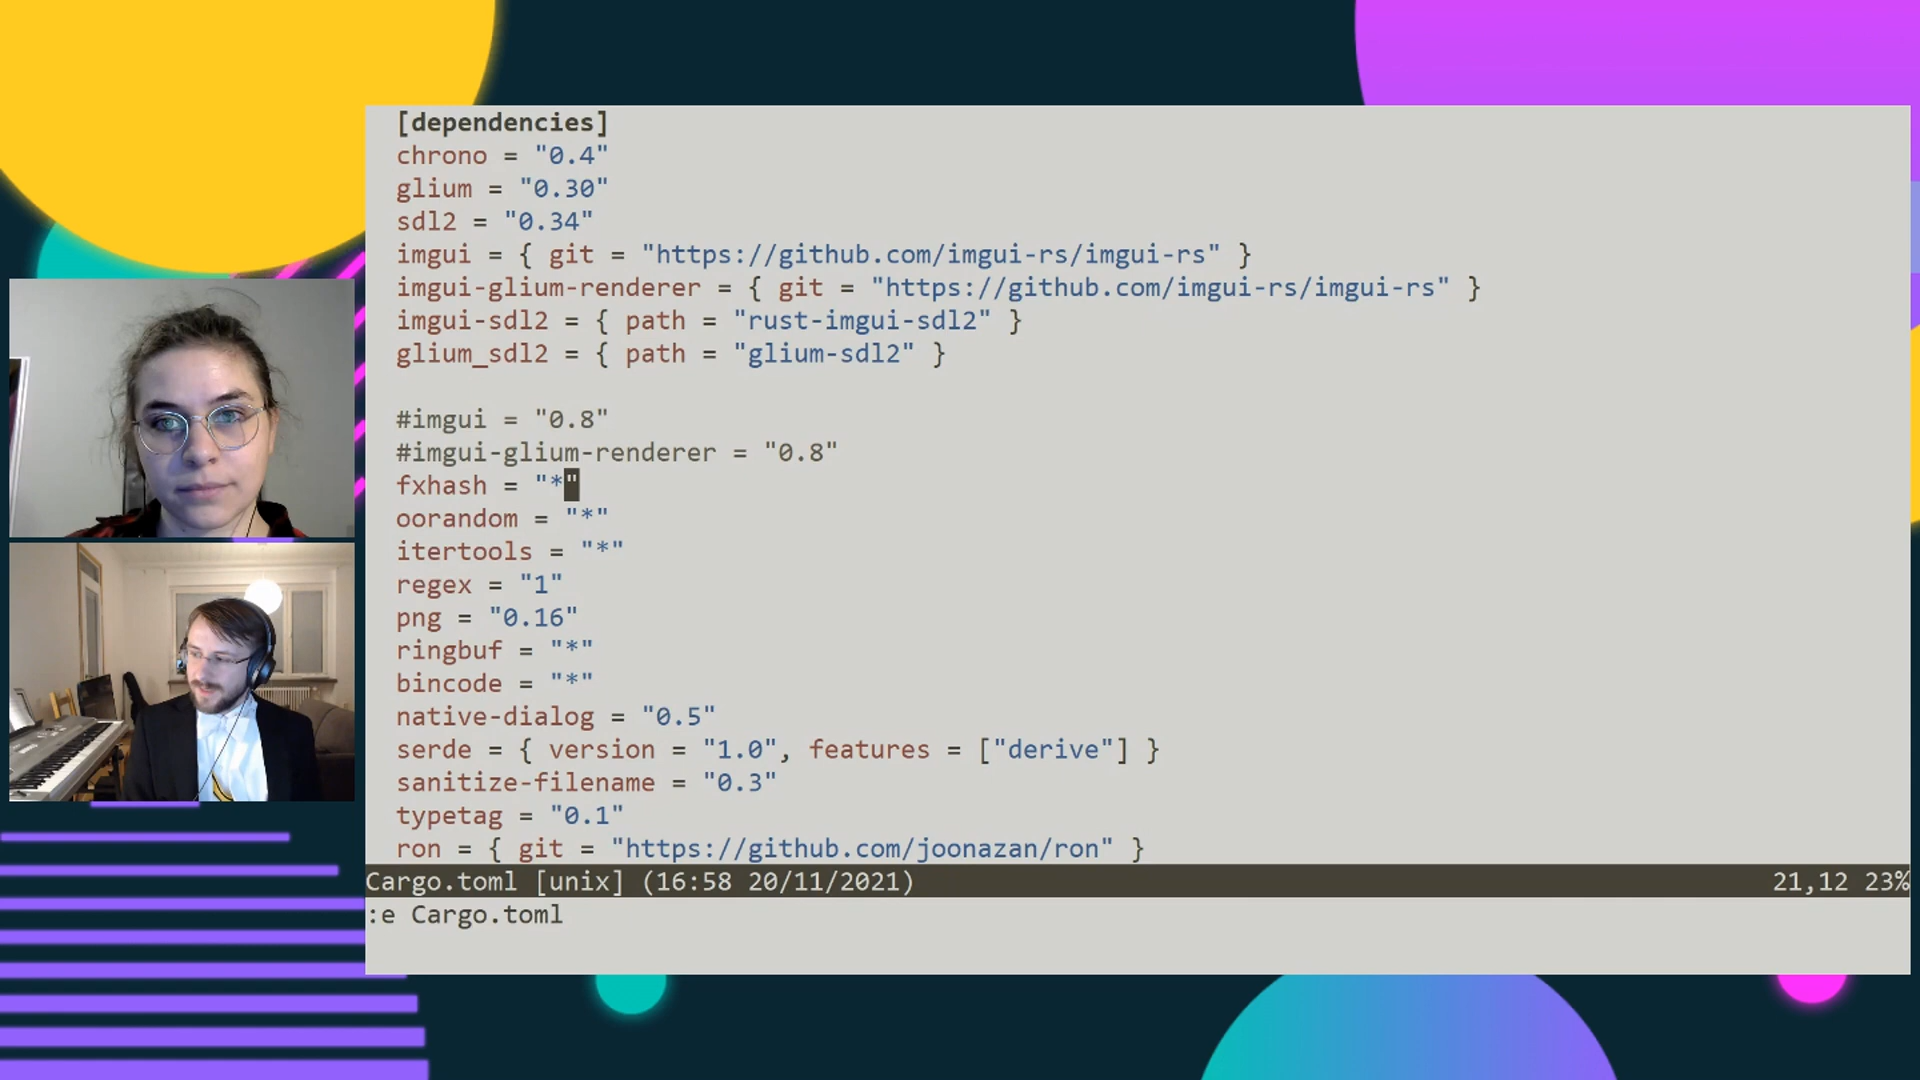 [dependencies]
chrono = "0.4"
glium = "0.30"
sdl2 = "0.34"
imgui = { git = "https://github.com/imgui-rs/imgui-rs" }
imgui-glium-renderer = { git = "https://github.com/imgui-rs/imgui-rs" }
imgui-sdl2 = { path = "rust-imgui-sdl2" }
glium_sdl2 = { path = "glium-sdl2" }
#imgui = "0.8"
#imgui-glium-renderer = "0.8"
fxhash = "*"
oorandom = "*"
itertools = "*"
regex = "1"
png = "0.16"
ringbuf = "*"
bincode = "*"
native-dialog = "0.5"
serde = { version = "1.0", features = ["derive"] }
sanitize-filename = "0.3"
typetag = "0.1"
ron = { git = "https://github.com/joonazan/ron" }
Cargo.toml [unix] (16:58 20/11/2021) 21,12 23%
:e Cargo.toml